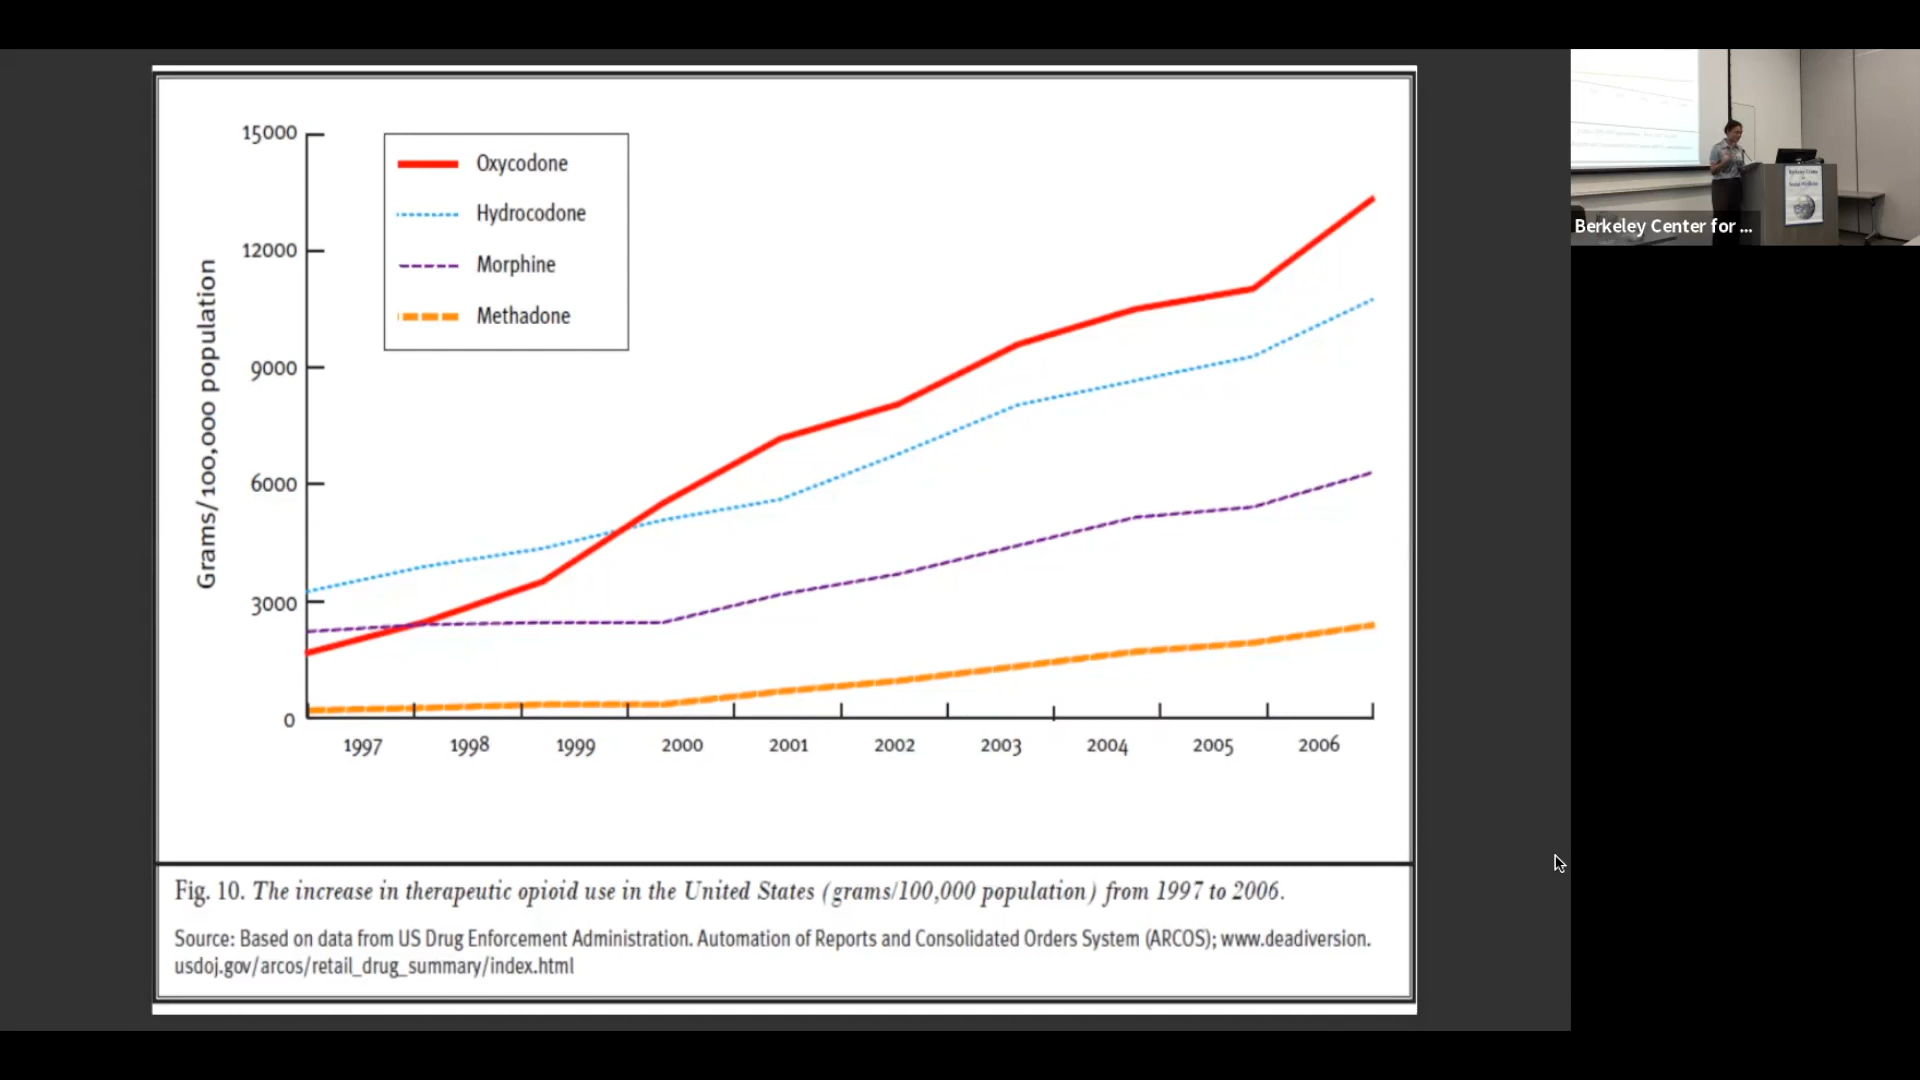 15000
12000
9000
6000
3000
0
Grams/100,000 population
Oxycodone
Hydrocodone
Morphine
Methadone
1997 1998 1999 2000 2001 2002 2003 2004 2005 2006
Fig. 10. The increase in therapeutic opioid use in the United States (grams/100,000 population) from 1997 to 2006.
Source: Based on data from US Drug Enforcement Administration. Automation of Reports and Consolidated Orders System (ARCOS); www.deadiversion.
usdoj.gov/arcos/retail_drug_summary/index.html
Berkeley Center for ...